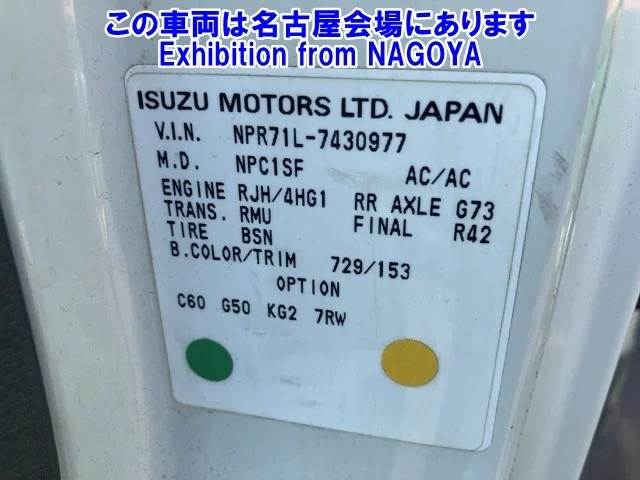 この車両は名古屋会場にあります
Exhibition from NAGOYA
ISUZU MOTORS LTD. JAPAN
V.I.N. NPR71L-7430977
M.D. NPC1SF AC/AC
ENGINE RJH/4HG1 RR AXLE G73
TRANS. RMU FINAL R42
TIRE BSN
B.COLOR/TRIM 729/153
OPTION
C60 G50 KG2 7RW